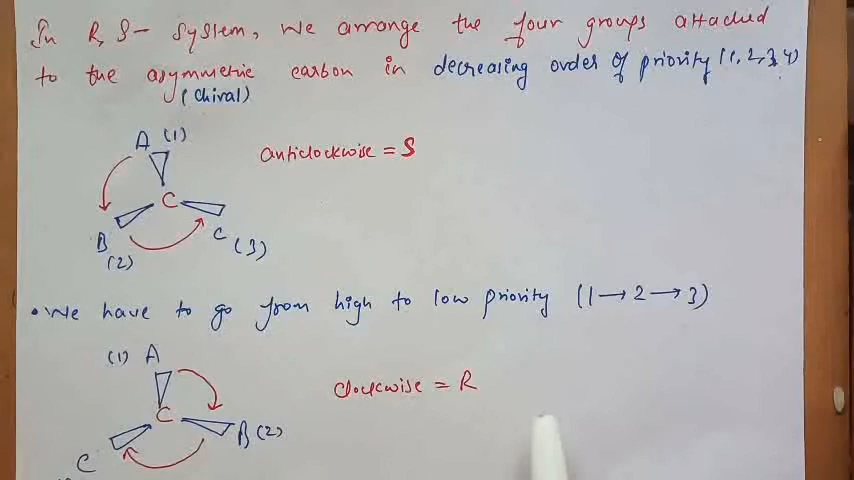 In R, S- System, We arrange the four groups attached
to the asymmetric carbon in decreasing order of priority (1, 2, 3, 4)
(chiral)
A (1)
anticlockwise = S
C
B
(2)
C (3)
• We have to go from high to low priority (1 → 2 → 3)
(1) A
clockwise = R
C
B (2)
C